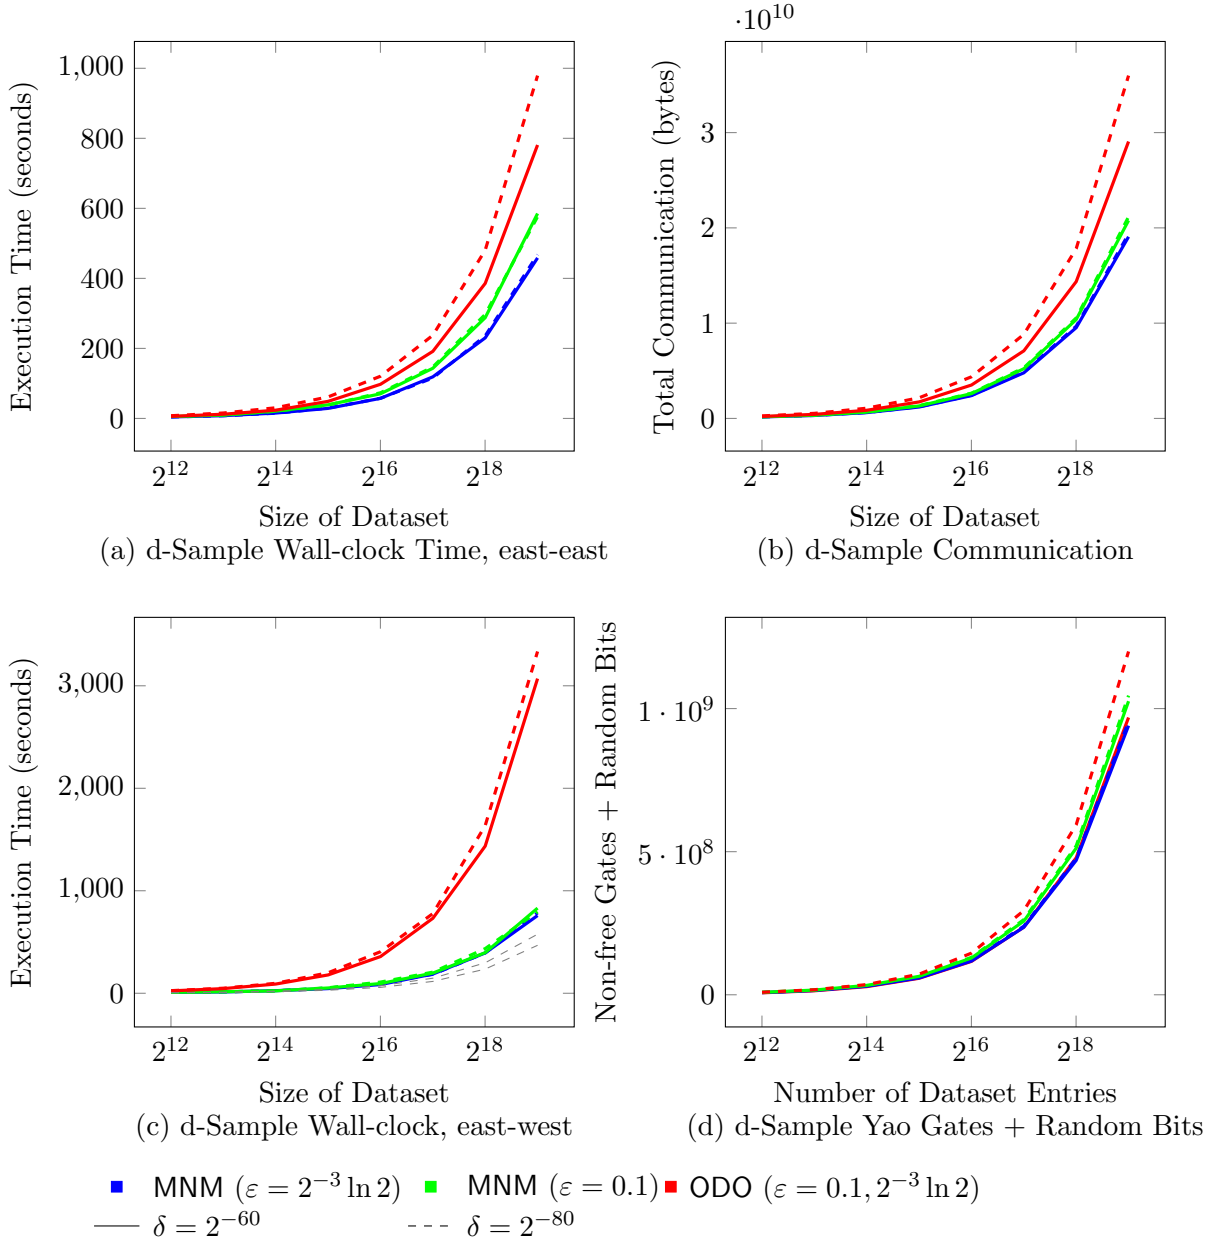 ·10^10
1,000
800
600
400
200
0
Execution Time (seconds)
2^12 2^14 2^16 2^18
Size of Dataset
(a) d-Sample Wall-clock Time, east-east
3
2
1
0
Total Communication (bytes)
2^12 2^14 2^16 2^18
Size of Dataset
(b) d-Sample Communication
3,000
2,000
1,000
0
Execution Time (seconds)
2^12 2^14 2^16 2^18
Size of Dataset
(c) d-Sample Wall-clock, east-west
1 · 10^9
5 · 10^8
0
Non-free Gates + Random Bits
2^12 2^14 2^16 2^18
Number of Dataset Entries
(d) d-Sample Yao Gates + Random Bits
MNM (ε = 2^−3 ln 2) MNM (ε = 0.1) ODO (ε = 0.1, 2^−3 ln 2)
δ = 2^−60 δ = 2^−80